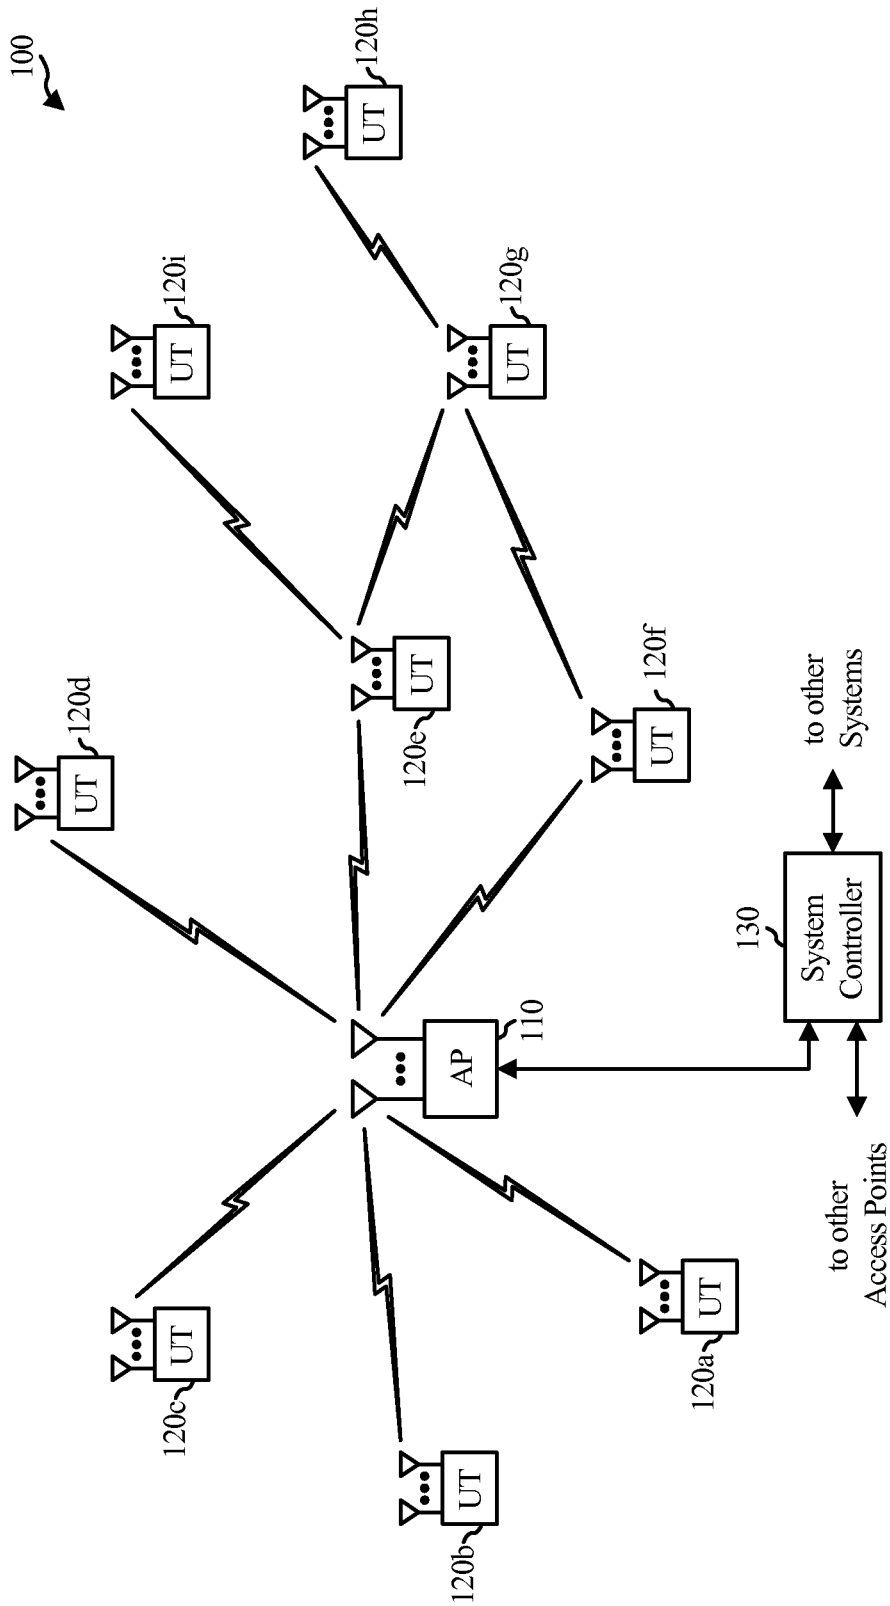 100
120h
UT
120i
UT
120g
UT
120d
UT
120e
UT
120f
UT
110
AP
120c
UT
120b
UT
120a
UT
130
System
Controller
to other
Systems
to other
Access Points